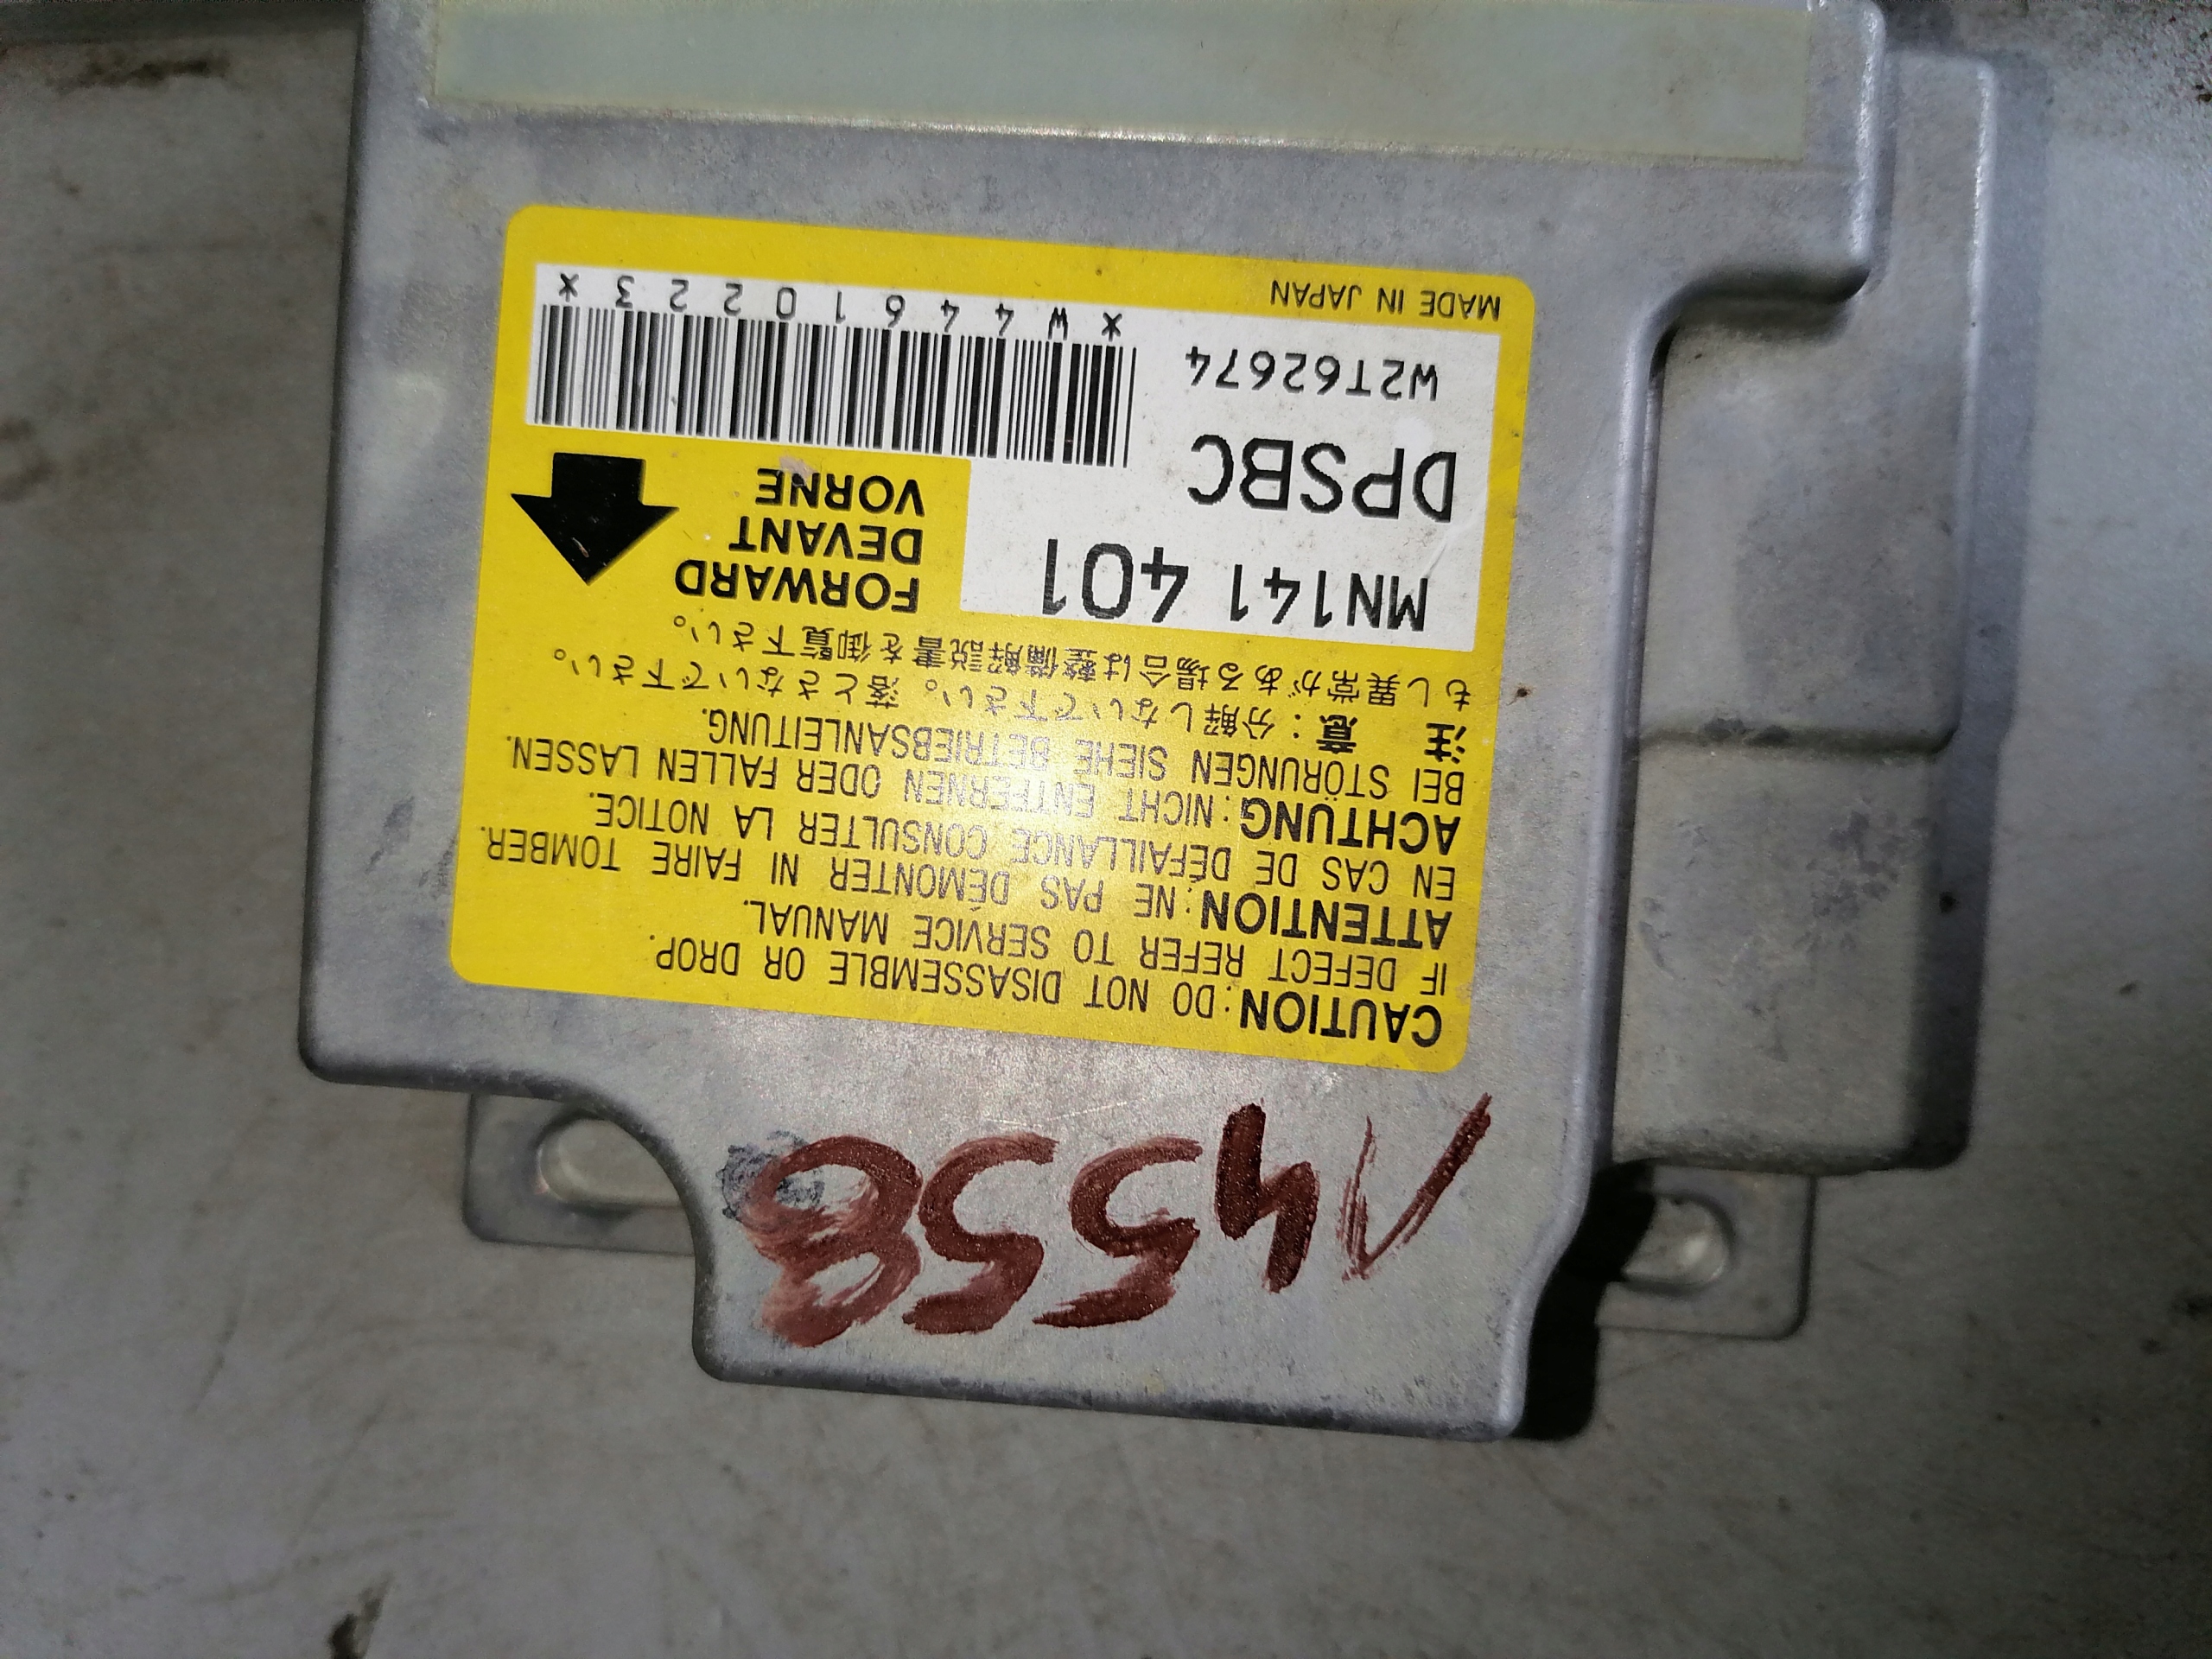 14558
CAUTION: DO NOT DISASSEMBLE OR DROP.
IF DEFECT REFER TO SERVICE MANUAL.
ATTENTION: NE PAS DÉMONTER NI FAIRE TOMBER.
EN CAS DE DÉFAILLANCE CONSULTER LA NOTICE.
ACHTUNG: NICHT ENTFERNEN ODER FALLEN LASSEN.
BEI STÖRUNGEN SIEHE BETRIEBSANLEITUNG.
注 意：分解しないで下さい。落とさないで下さい。
もし異常がある場合は整備解説書を御覧下さい。
MN141 401
DPSBC
W2T62674
MADE IN JAPAN
FORWARD
DEVANT
VORNE
*W44610223*